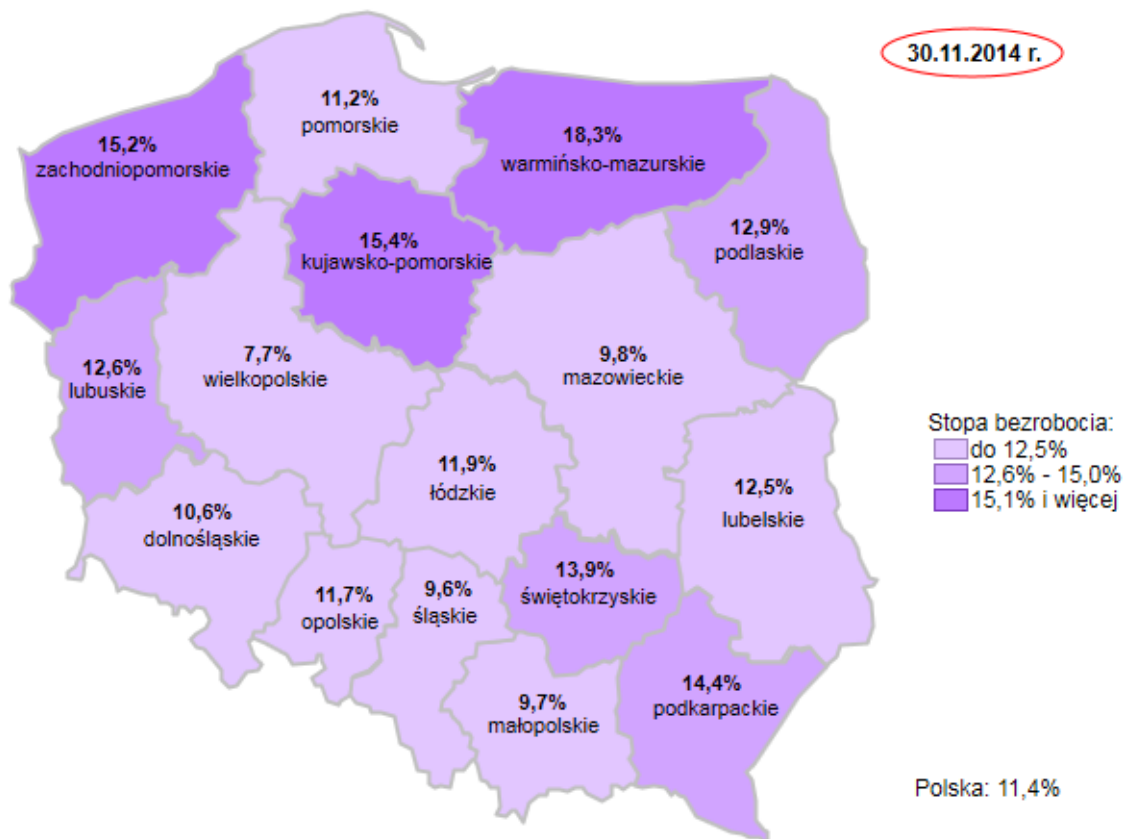 30.11.2014 r.
11,2%
pomorskie
15,2%
zachodniopomorskie
18,3%
warmińsko-mazurskie
12,9%
podlaskie
15,4%
kujawsko-pomorskie
12,6%
lubuskie
7,7%
wielkopolskie
9,8%
mazowieckie
Stopa bezrobocia:
do 12,5%
12,6% - 15,0%
15,1% i więcej
11,9%
łódzkie
12,5%
lubelskie
10,6%
dolnośląskie
11,7%
opolskie
9,6%
śląskie
13,9%
świętokrzyskie
9,7%
małopolskie
14,4%
podkarpackie
Polska: 11,4%